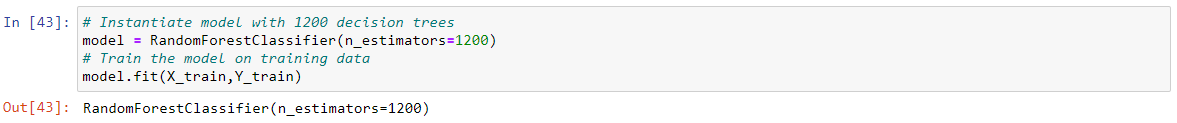 In [43]: # Instantiate model with 1200 decision trees
model = RandomForestClassifier(n_estimators=1200)
# Train the model on training data
model.fit(X_train,Y_train)
Out[43]: RandomForestClassifier(n_estimators=1200)